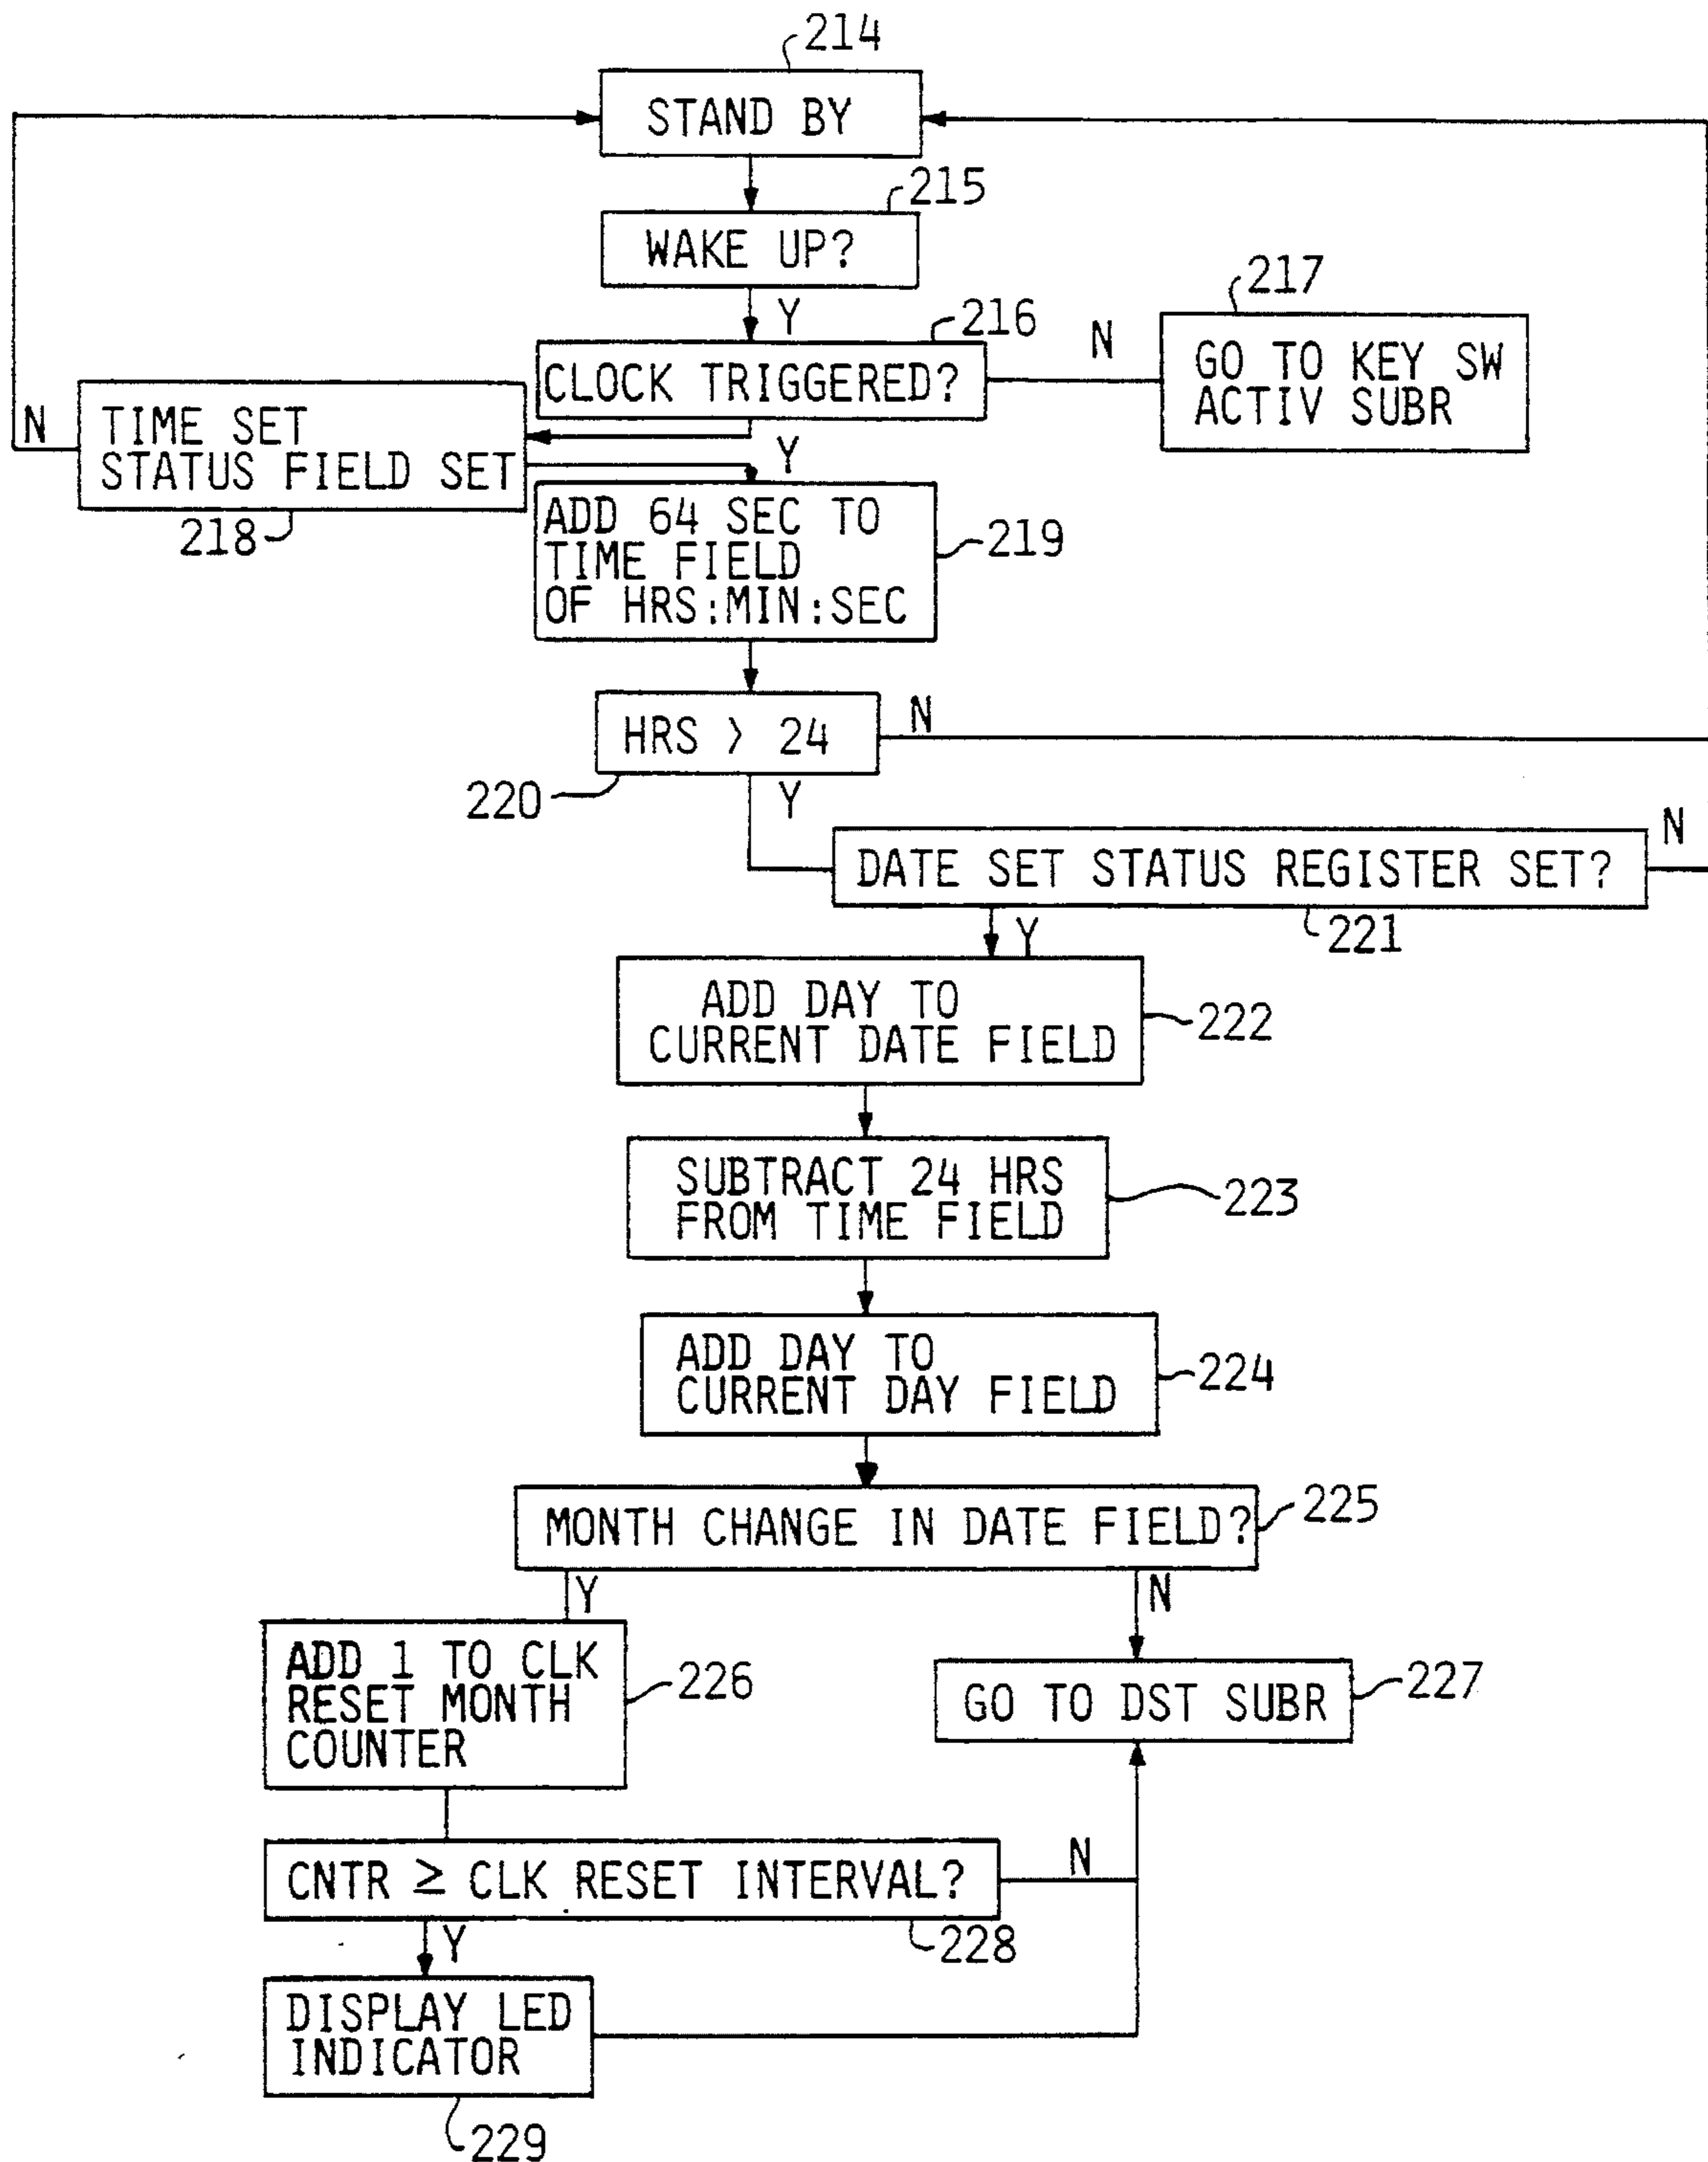 214
STAND BY
215
WAKE UP?
Y
216
CLOCK TRIGGERED?
N
217
GO TO KEY SW
ACTIV SUBR
N
TIME SET
STATUS FIELD SET
218
Y
ADD 64 SEC TO
TIME FIELD
OF HRS:MIN:SEC
219
HRS > 24
N
220
Y
DATE SET STATUS REGISTER SET?
N
221
Y
ADD DAY TO
CURRENT DATE FIELD
222
SUBTRACT 24 HRS
FROM TIME FIELD
223
ADD DAY TO
CURRENT DAY FIELD
224
MONTH CHANGE IN DATE FIELD?
225
Y
N
ADD 1 TO CLK
RESET MONTH
COUNTER
226
GO TO DST SUBR
227
CNTR ≥ CLK RESET INTERVAL?
N
228
Y
DISPLAY LED
INDICATOR
229